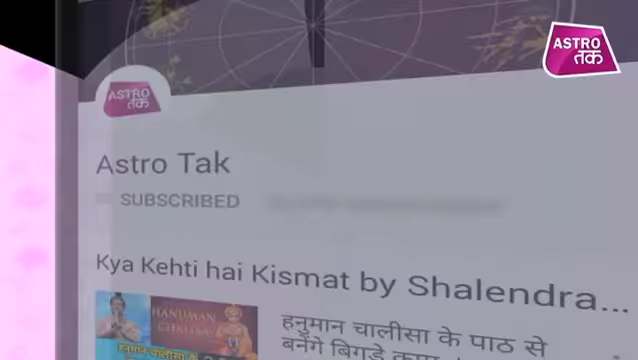 ASTRO
तक
ASTRO
तक
Astro Tak
SUBSCRIBED
Kya Kehti hai Kismat by Shalendra...
HANUMAN
CHALISA
हनुमान चालीसा के पाठ से
बनेंगे बिगड़े काम